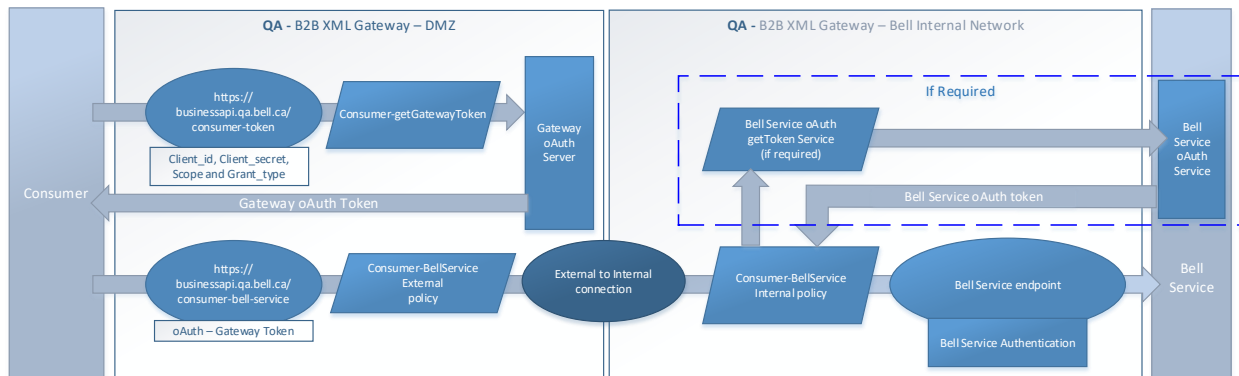 QA - B2B XML Gateway – DMZ
QA - B2B XML Gateway – Bell Internal Network
Consumer
https://
businessapi.qa.bell.ca/
consumer-token
Client_id, Client_secret,
Scope and Grant_type
Consumer-getGatewayToken
Gateway
oAuth
Server
Gateway oAuth Token
https://
businessapi.qa.bell.ca/
consumer-bell-service
oAuth – Gateway Token
Consumer-BellService
External
policy
External to Internal
connection
If Required
Bell Service oAuth
getToken Service
(if required)
Bell
Service
oAuth
Service
Bell Service oAuth token
Consumer-BellService
Internal policy
Bell Service endpoint
Bell Service Authentication
Bell
Service